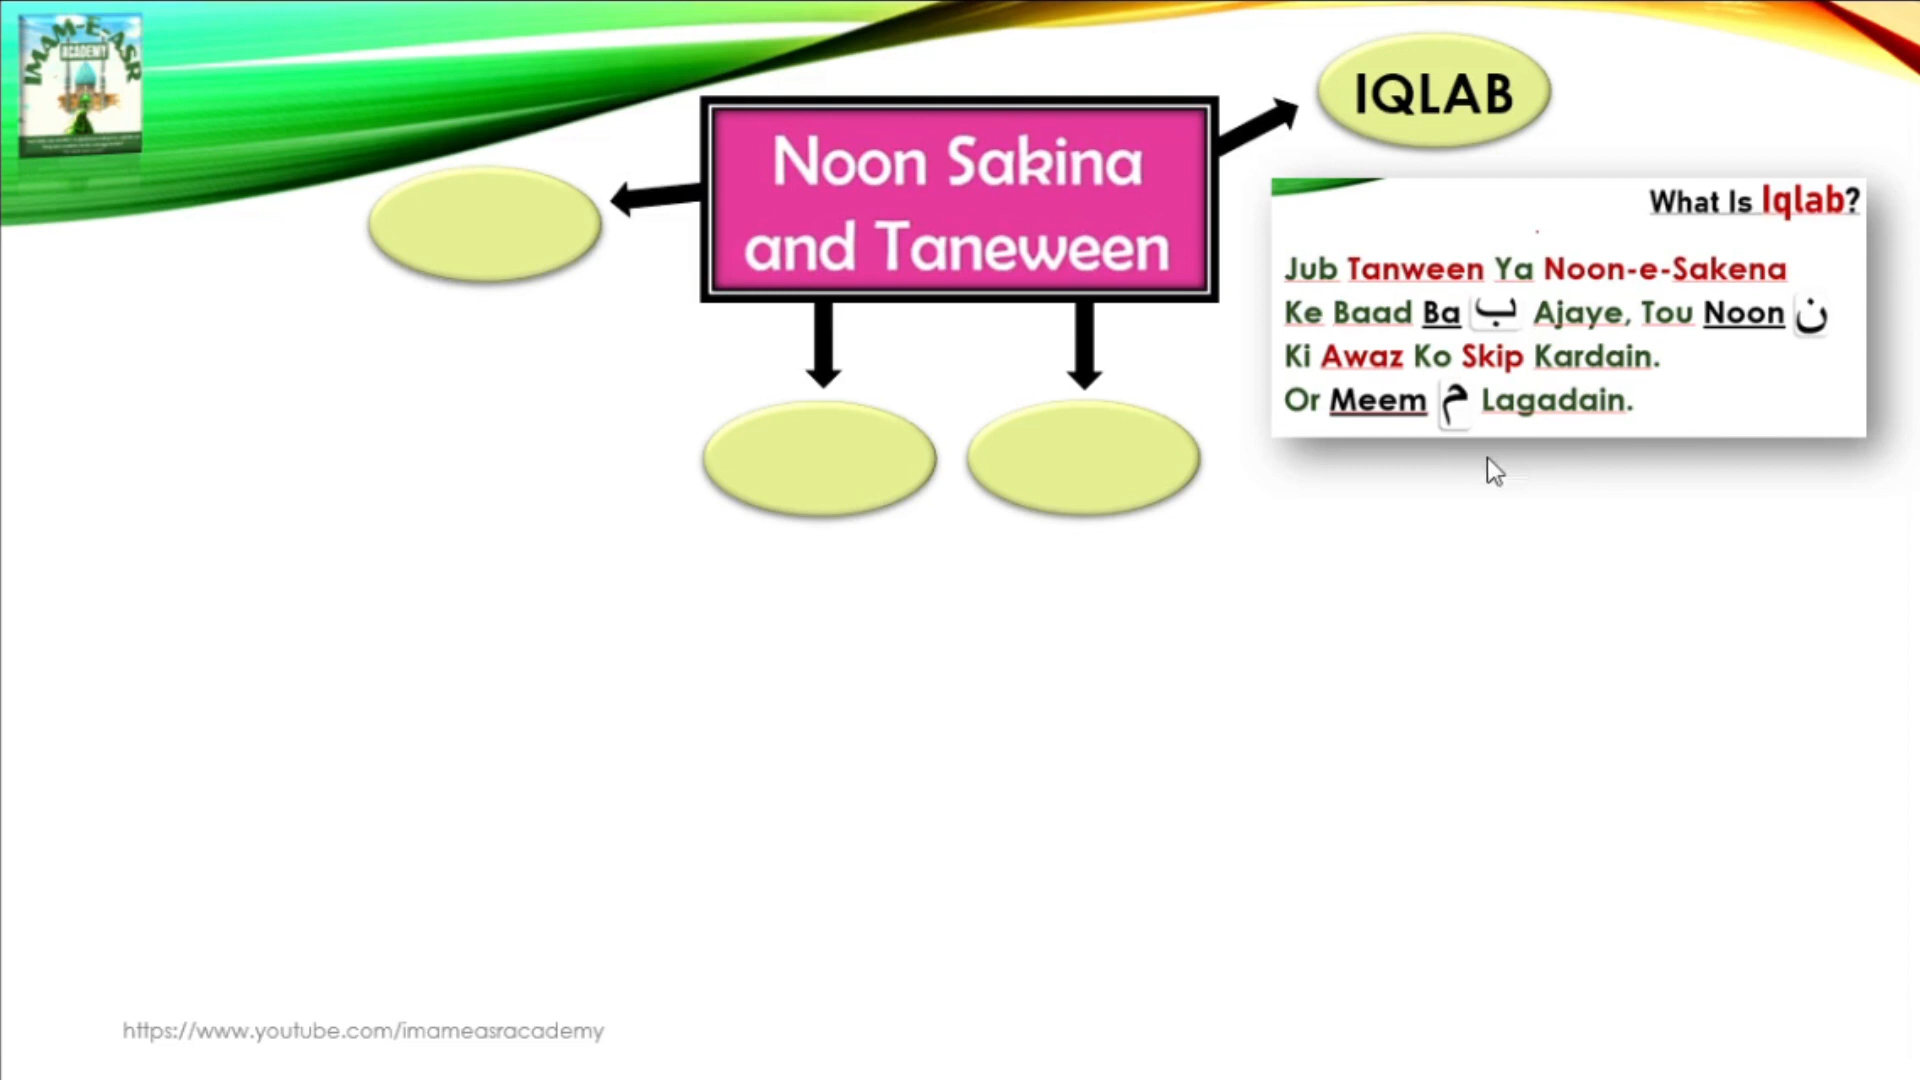 IMAM-E-ASR
ACADEMY
IQLAB
Noon Sakina
and Taneween
What Is Iqlab?
Jub Tanween Ya Noon-e-Sakena
Ke Baad Ba ب Ajaye, Tou Noon ن
Ki Awaz Ko Skip Kardain.
Or Meem م Lagadain.
https://www.youtube.com/imameasracademy